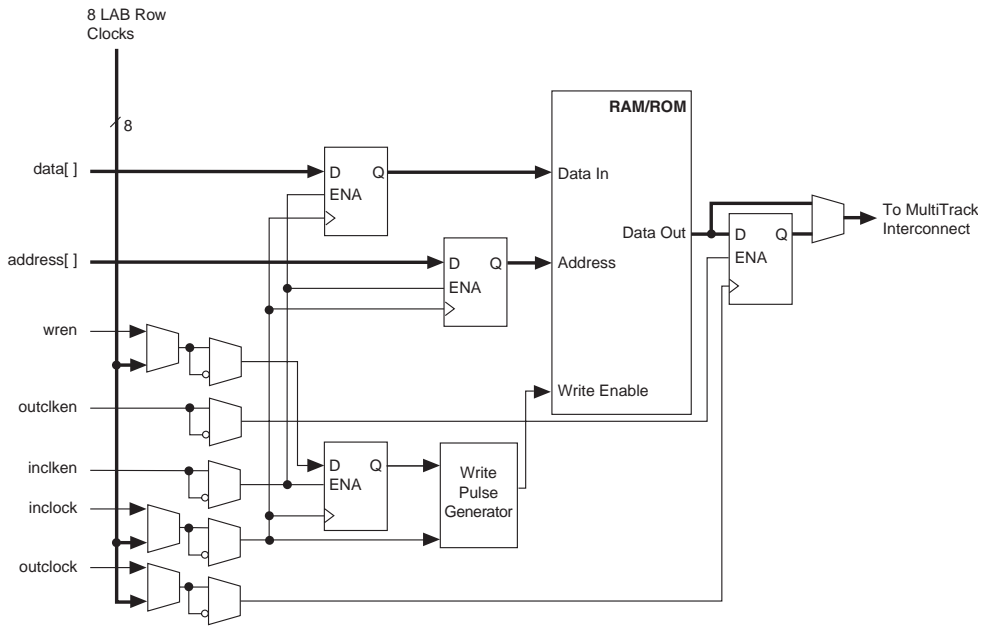 8 LAB Row
Clocks
8
RAM/ROM
data[ ]
D Q
ENA
Data In
Data Out
To MultiTrack
Interconnect
D Q
ENA
address[ ]
D Q
ENA
Address
wren
Write Enable
outclken
inclken
D Q
ENA
Write
Pulse
Generator
inclock
outclock